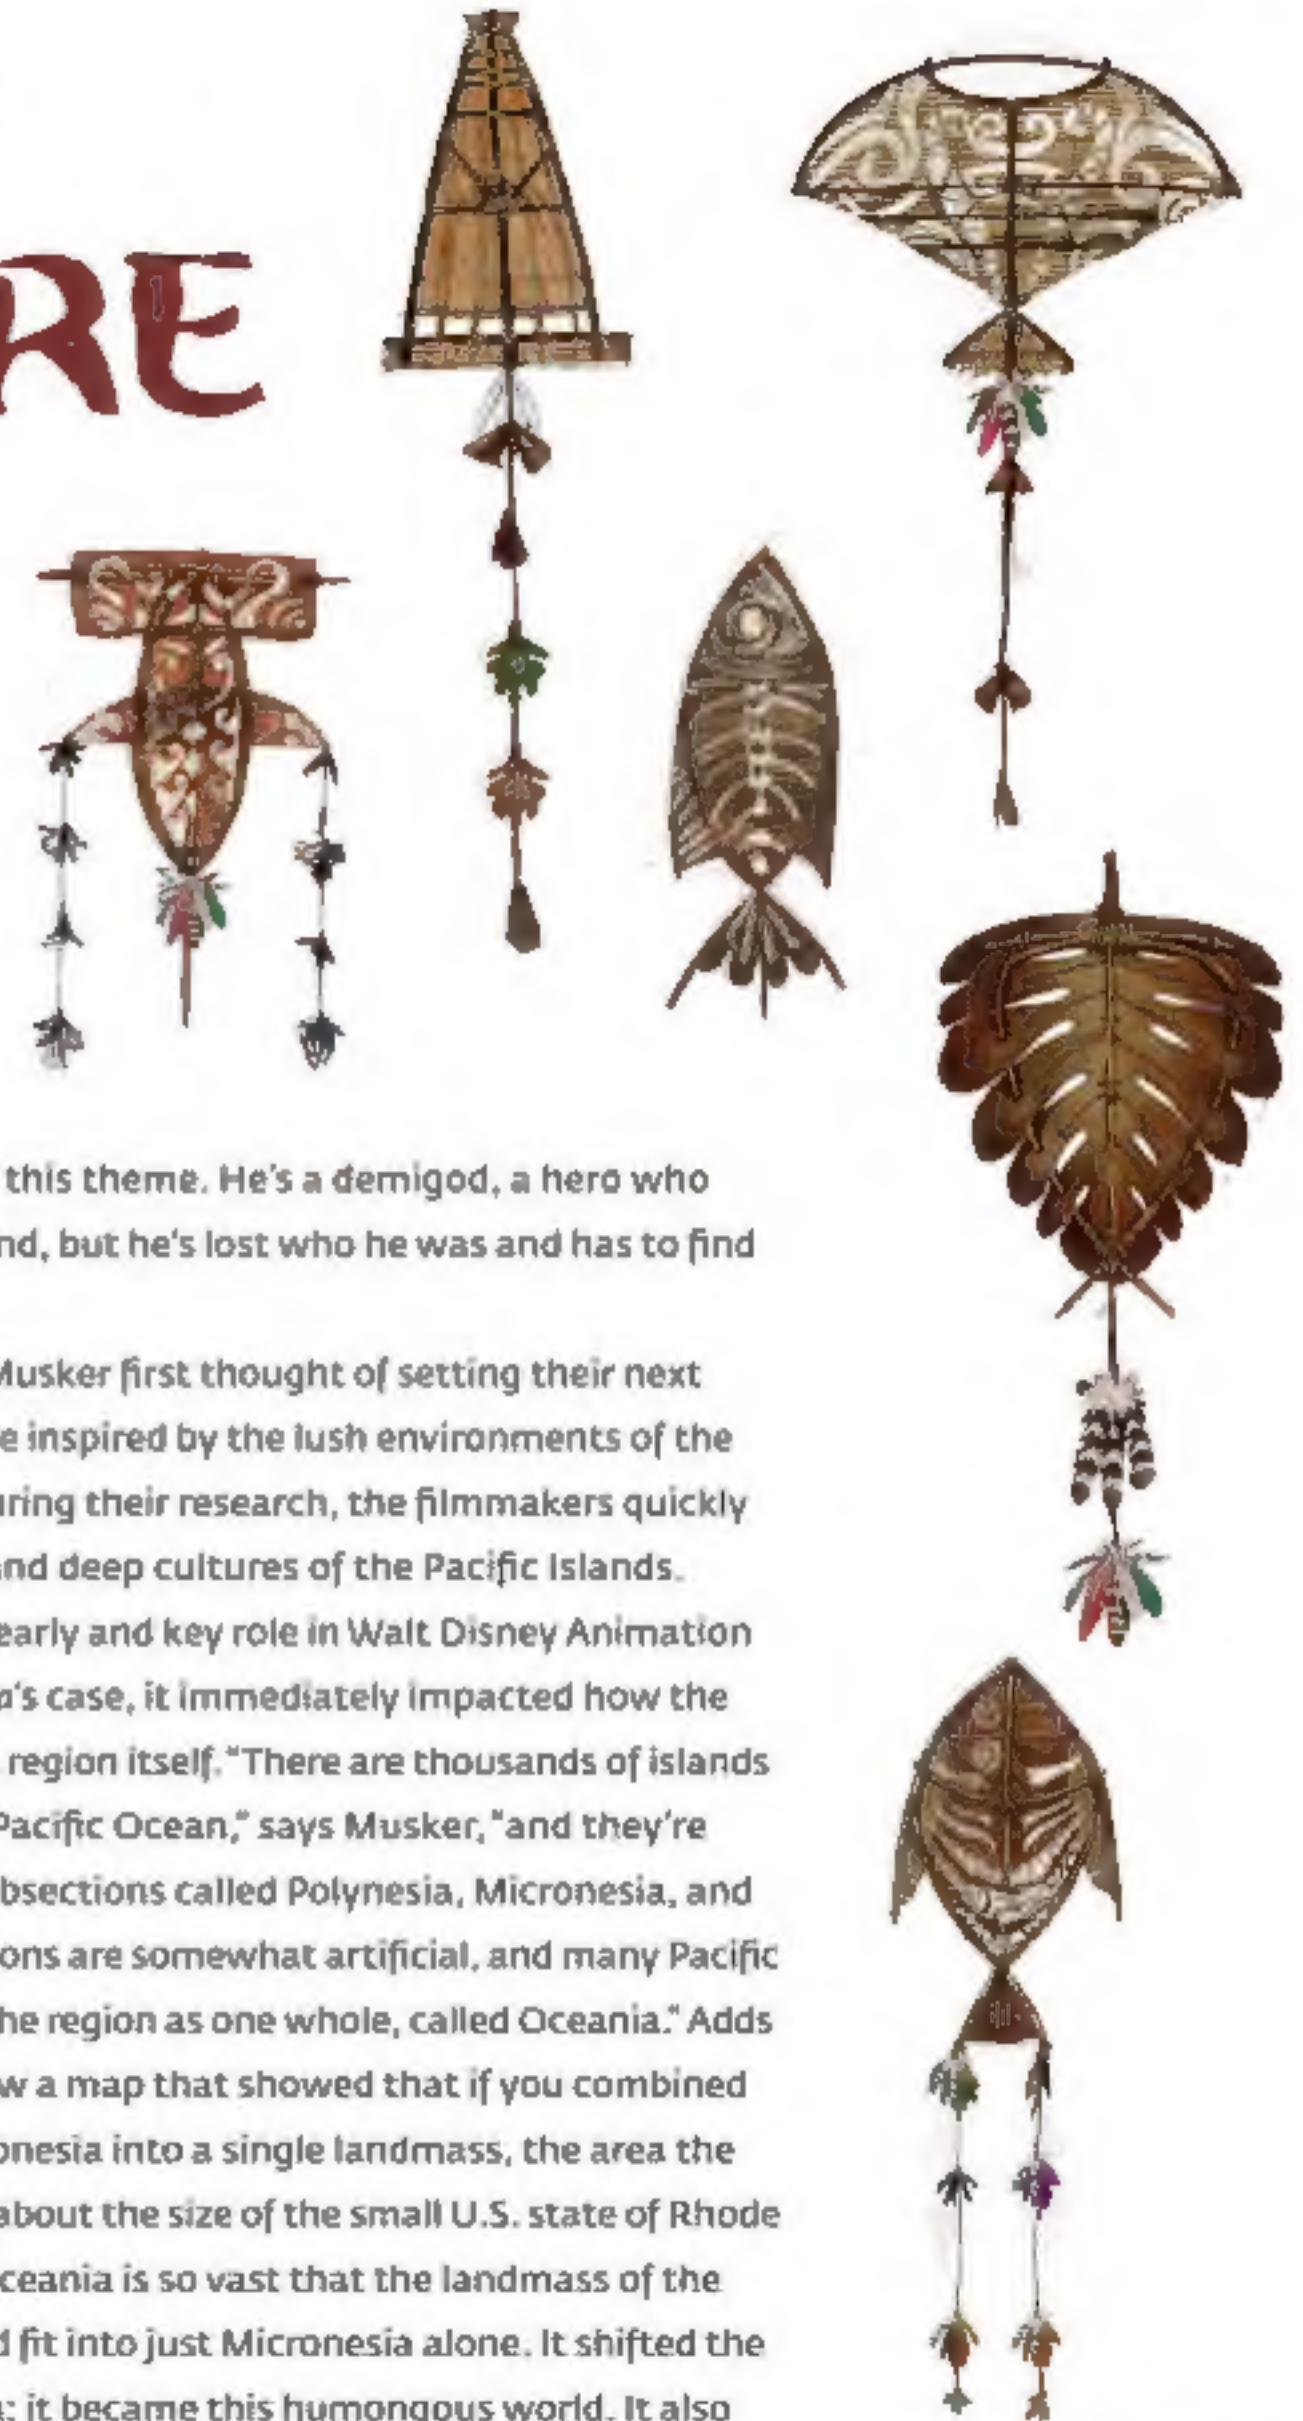 RE
this theme. He's a demigod, a hero who
nd, but he's lost who he was and has to find
Musker first thought of setting their next
e inspired by the lush environments of the
uring their research, the filmmakers quickly
and deep cultures of the Pacific Islands.
early and key role in Walt Disney Animation
a's case, it immediately impacted how the
region itself. “There are thousands of islands
Pacific Ocean,” says Musker, “and they're
bsections called Polynesia, Micronesia, and
ons are somewhat artificial, and many Pacific
he region as one whole, called Oceania.” Adds
w a map that showed that if you combined
onesia into a single landmass, the area the
about the size of the small U.S. state of Rhode
ceania is so vast that the landmass of the
d fit into just Micronesia alone. It shifted the
; it became this humongous world. It also